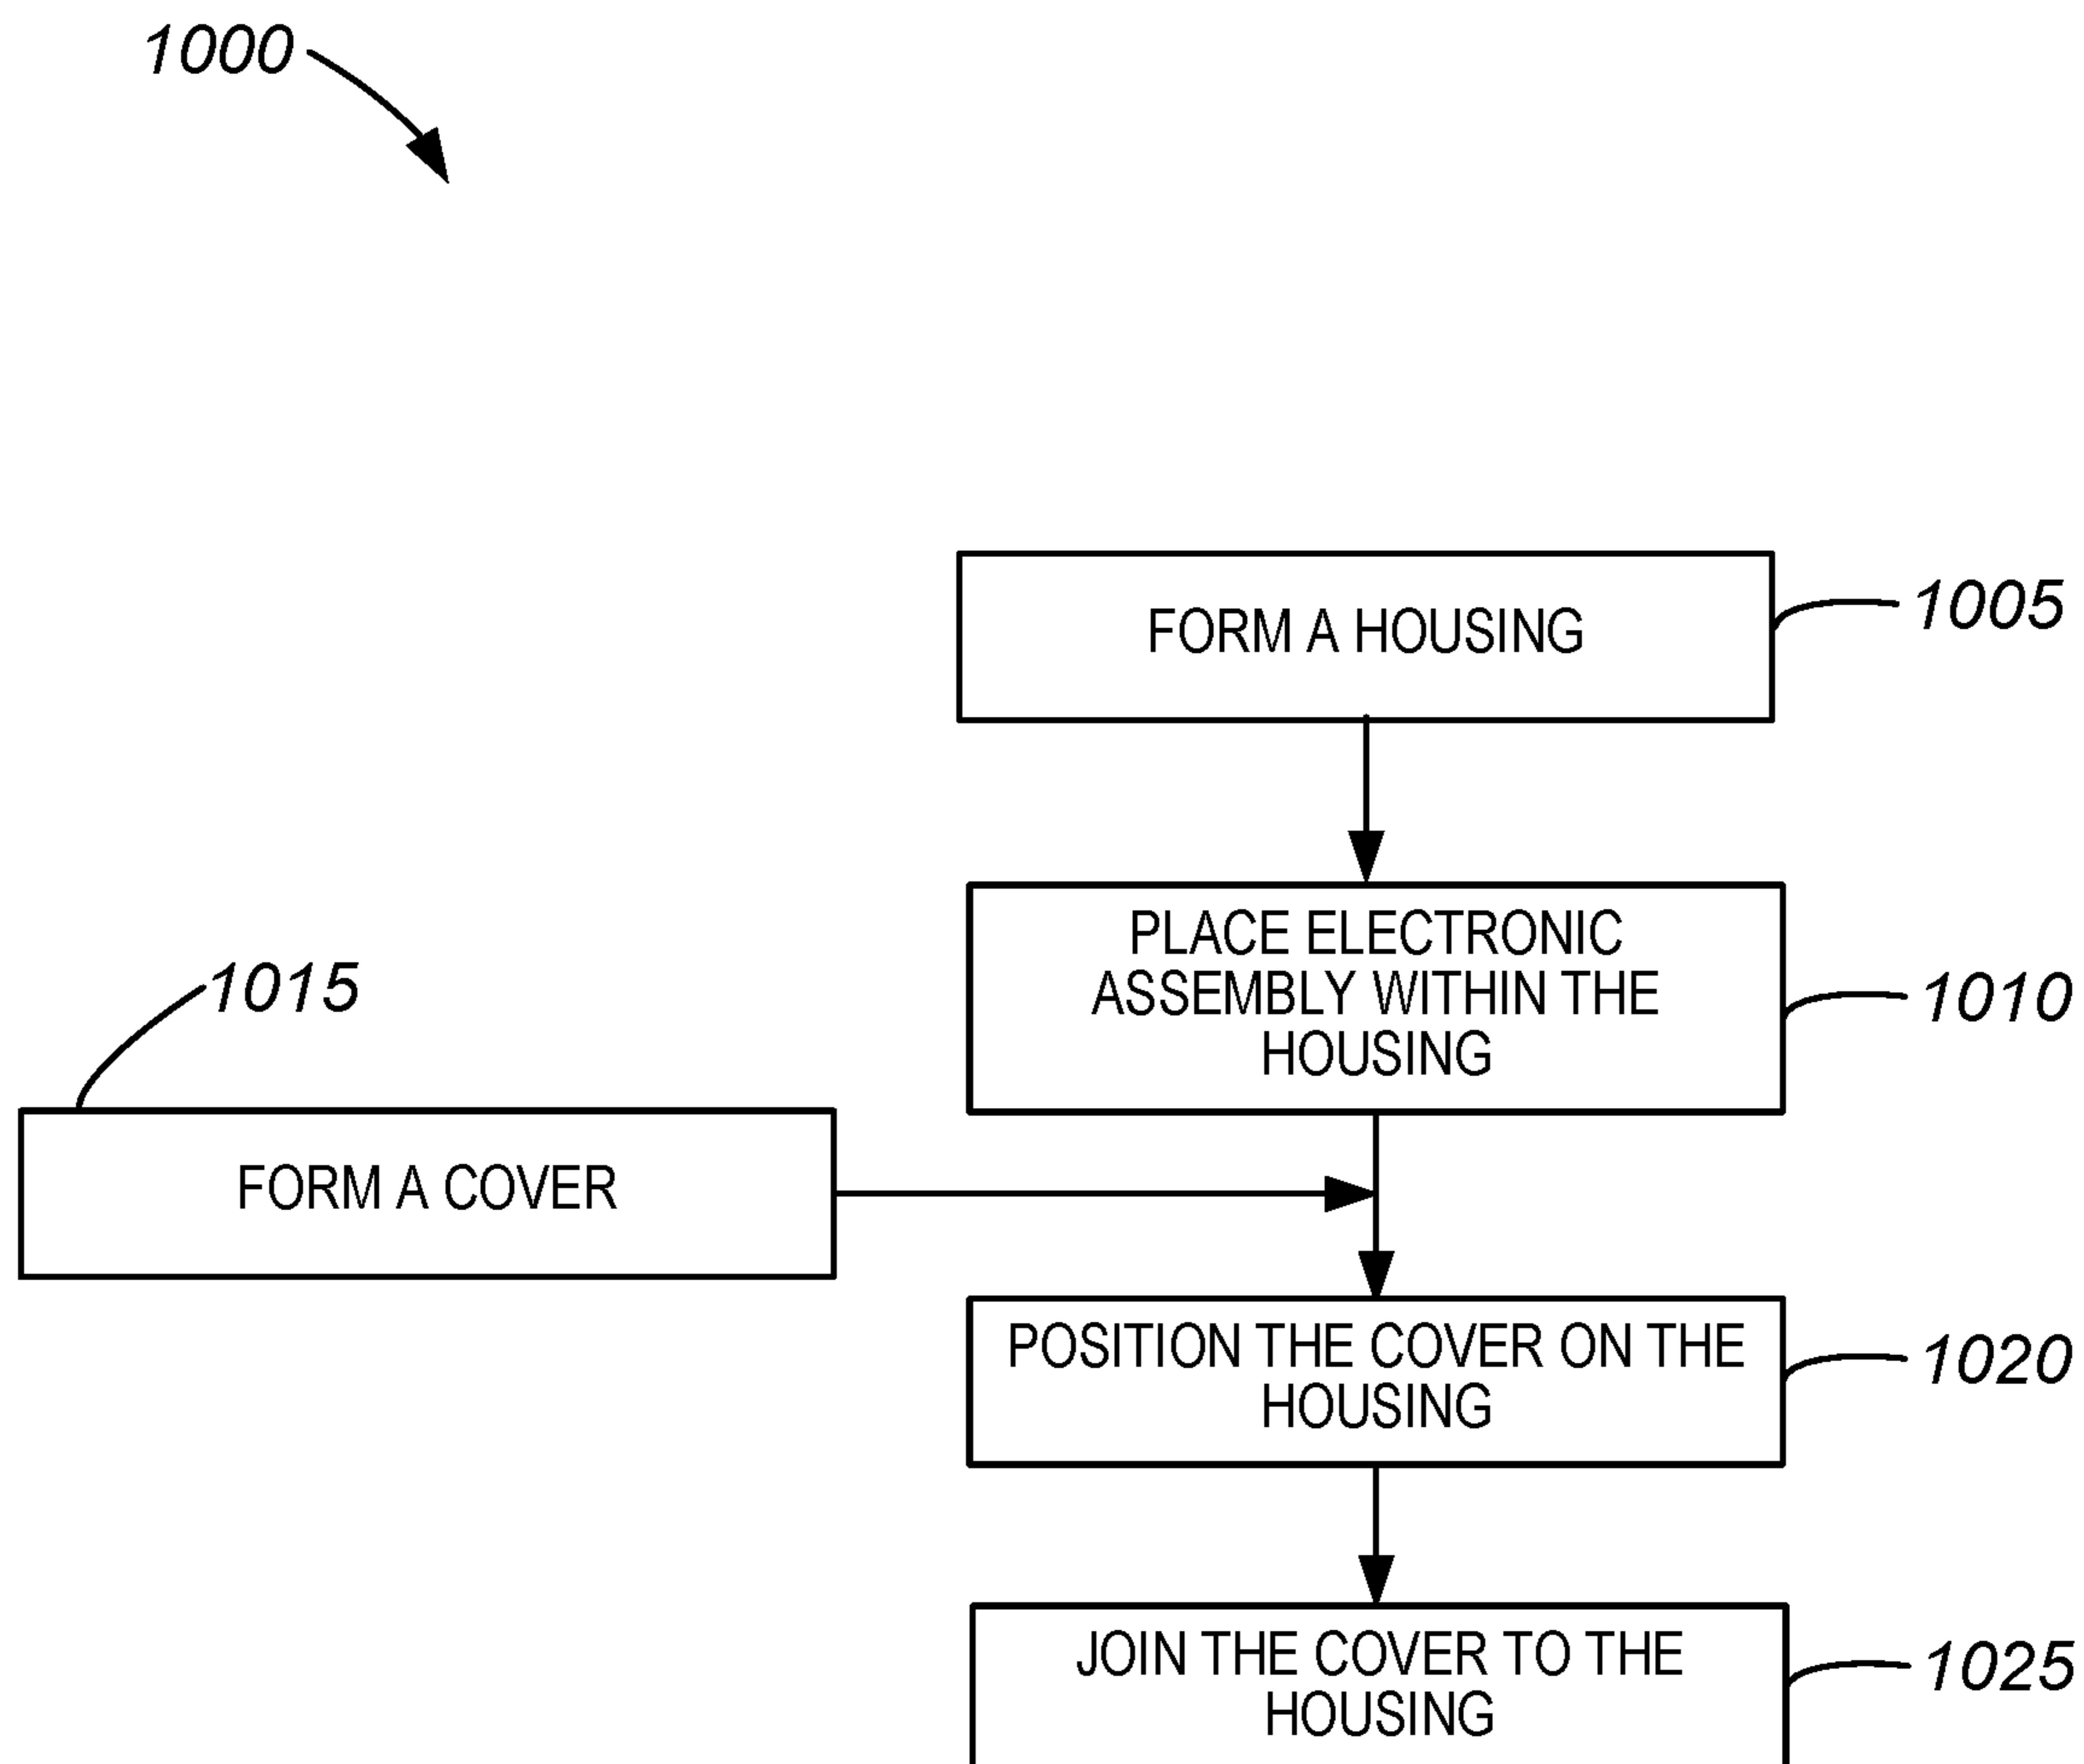 1000
FORM A HOUSING
1005
PLACE ELECTRONIC
ASSEMBLY WITHIN THE
HOUSING
1010
1015
FORM A COVER
POSITION THE COVER ON THE
HOUSING
1020
JOIN THE COVER TO THE
HOUSING
1025